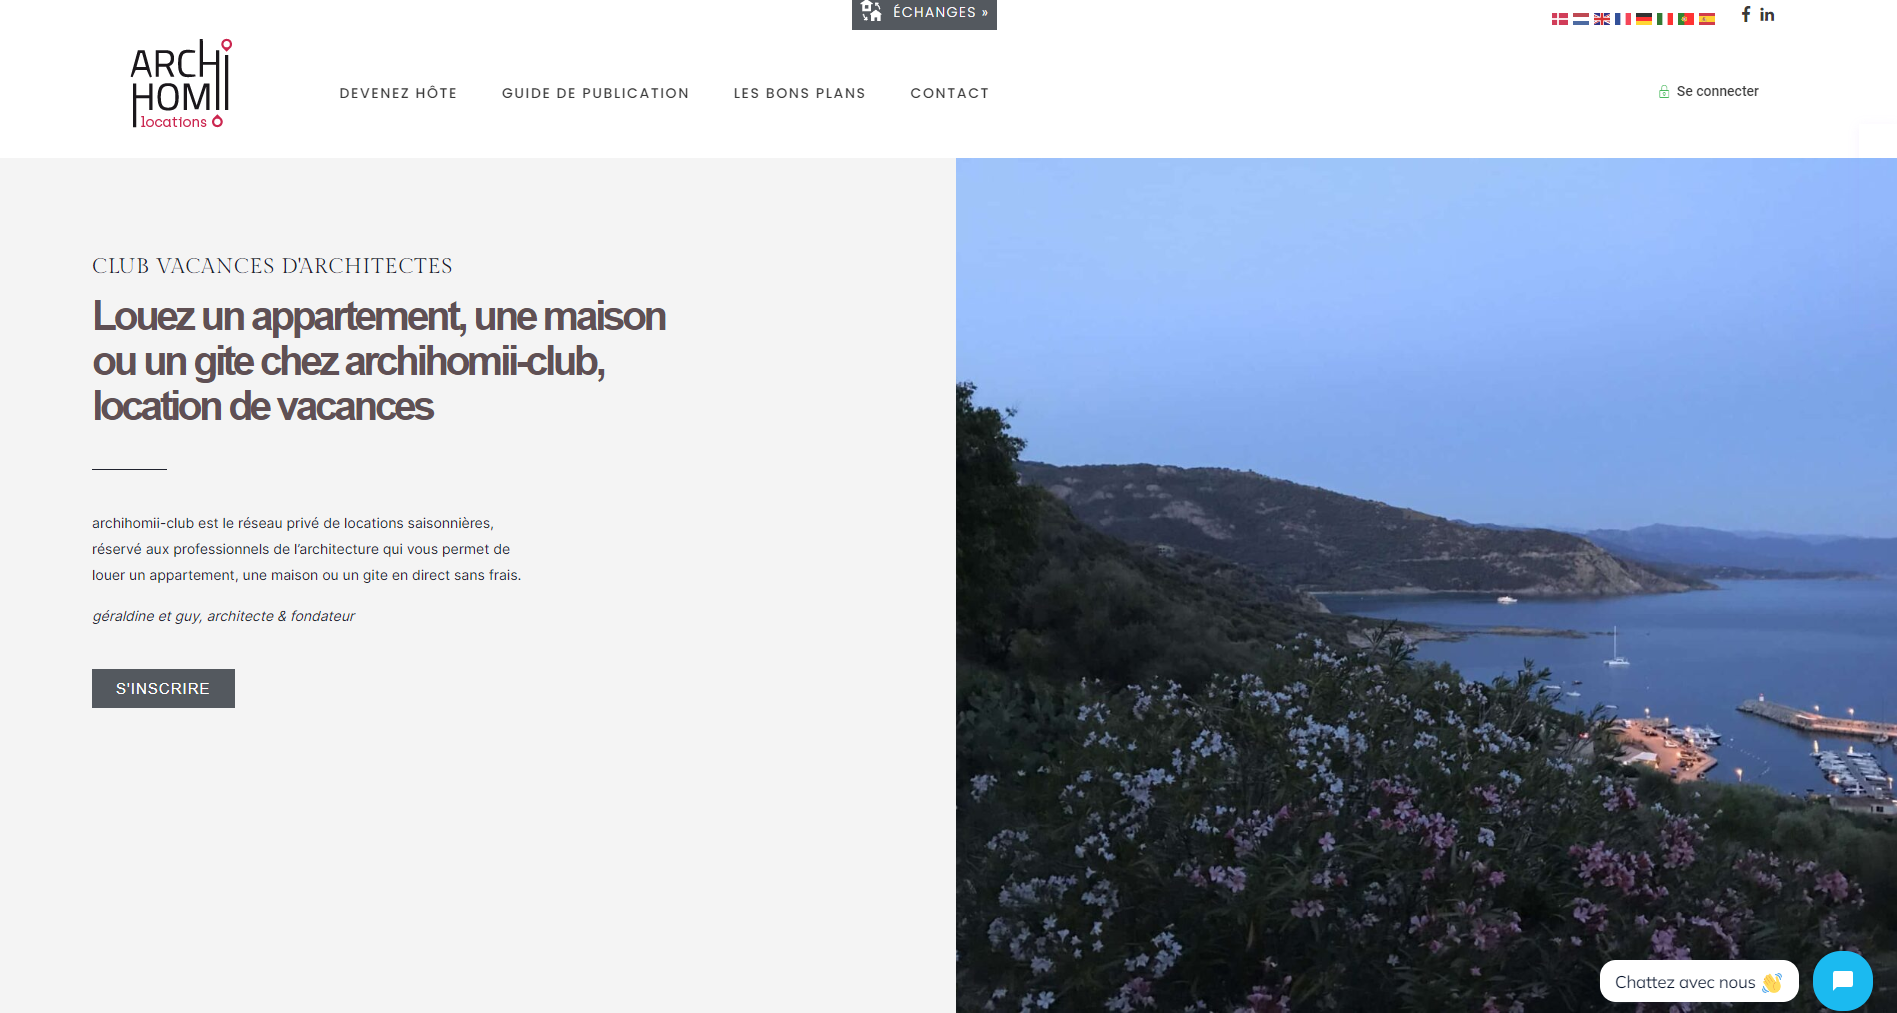 ÉCHANGES »
ARCHI
HOMII
locations
DEVENEZ HÔTE
GUIDE DE PUBLICATION
LES BONS PLANS
CONTACT
Se connecter
CLUB VACANCES D'ARCHITECTES
Louez un appartement, une maison
ou un gite chez archihomii-club,
location de vacances
archihomii-club est le réseau privé de locations saisonnières,
réservé aux professionnels de l’architecture qui vous permet de
louer un appartement, une maison ou un gite en direct sans frais.
géraldine et guy, architecte & fondateur
S'INSCRIRE
Chattez avec nous 👋